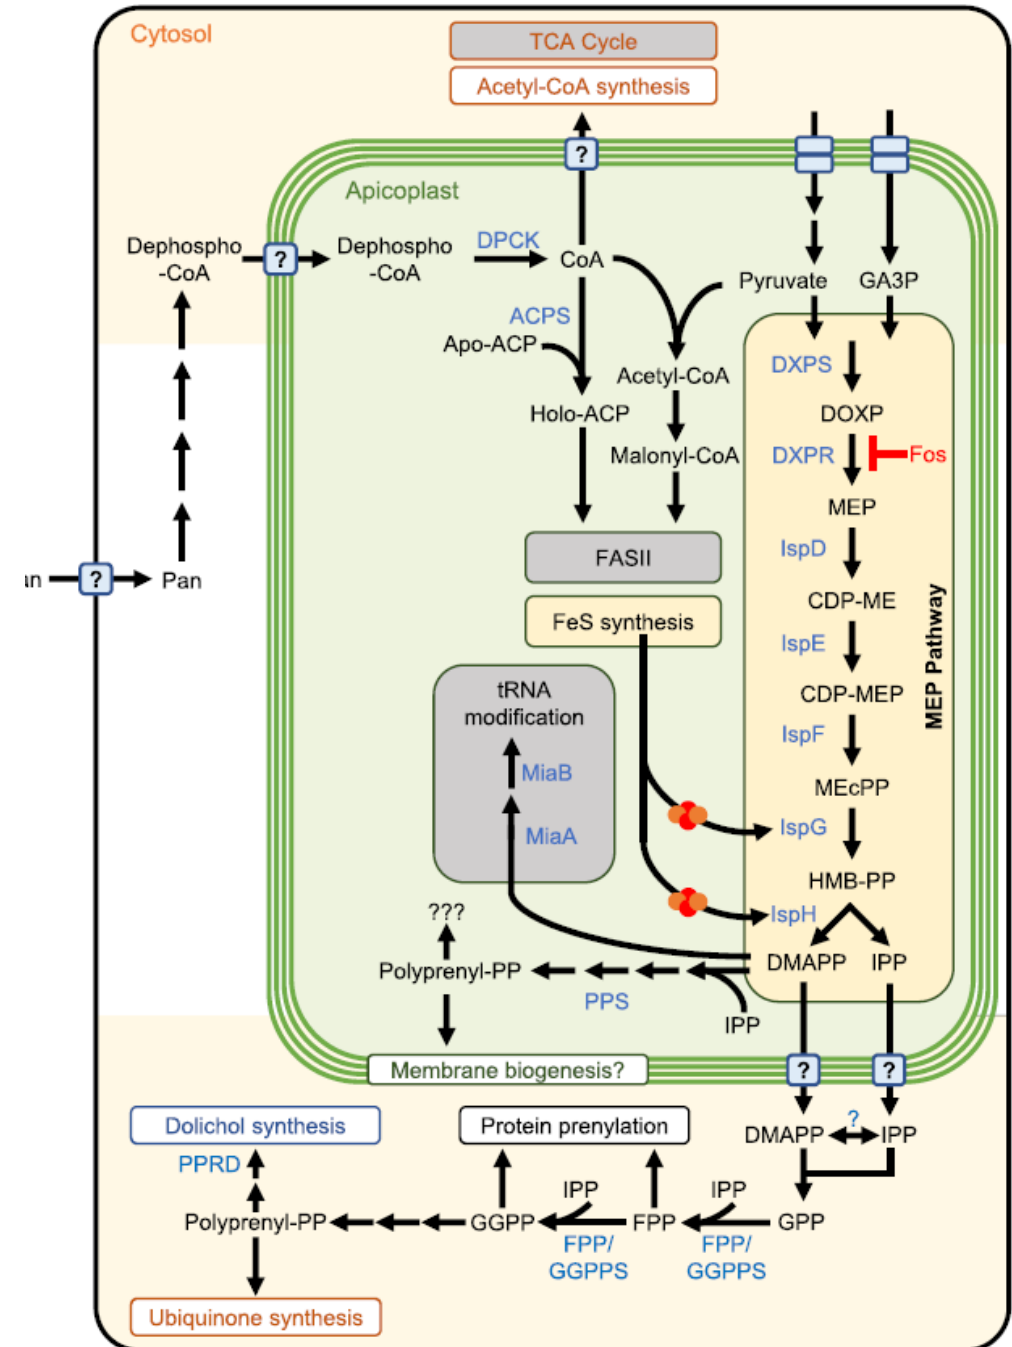 Cytosol
TCA Cycle
Acetyl-CoA synthesis
?
Apicoplast
Dephospho
-CoA
?
Dephospho
-CoA
DPCK
CoA
Pyruvate
GA3P
ACPS
Apo-ACP
Acetyl-CoA
Holo-ACP
Malonyl-CoA
DXPS
DOXP
DXPR
Fos
MEP
IspD
CDP-ME
IspE
CDP-MEP
IspF
MEcPP
IspG
HMB-PP
IspH
DMAPP
IPP
MEP Pathway
FASII
FeS synthesis
?
Pan
tRNA
modification
MiaB
MiaA
???
Polyprenyl-PP
PPS
IPP
Membrane biogenesis?
?
?
Dolichol synthesis
Protein prenylation
DMAPP
?
IPP
PPRD
Polyprenyl-PP
GGPP
IPP
FPP
IPP
GPP
FPP/
GGPPS
FPP/
GGPPS
Ubiquinone synthesis